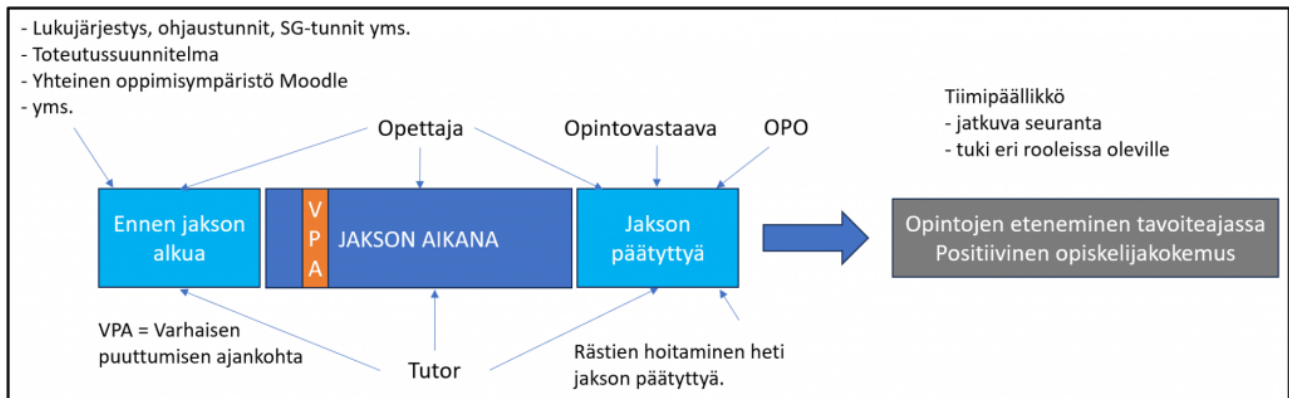 - Lukujärjestys, ohjaustunnit, SG-tunnit yms.
- Toteutussuunnitelma
- Yhteinen oppimisympäristö Moodle
- yms.
Opettaja
Opintovastaava
OPO
Tiimipäällikkö
- jatkuva seuranta
- tuki eri rooleissa oleville
Ennen jakson
alkua
VPA
JAKSON AIKANA
Jakson
päätyttyä
Opintojen eteneminen tavoiteajassa
Positiivinen opiskelijakokemus
VPA = Varhaisen
puuttumisen ajankohta
Tutor
Rästien hoitaminen heti
jakson päätyttyä.